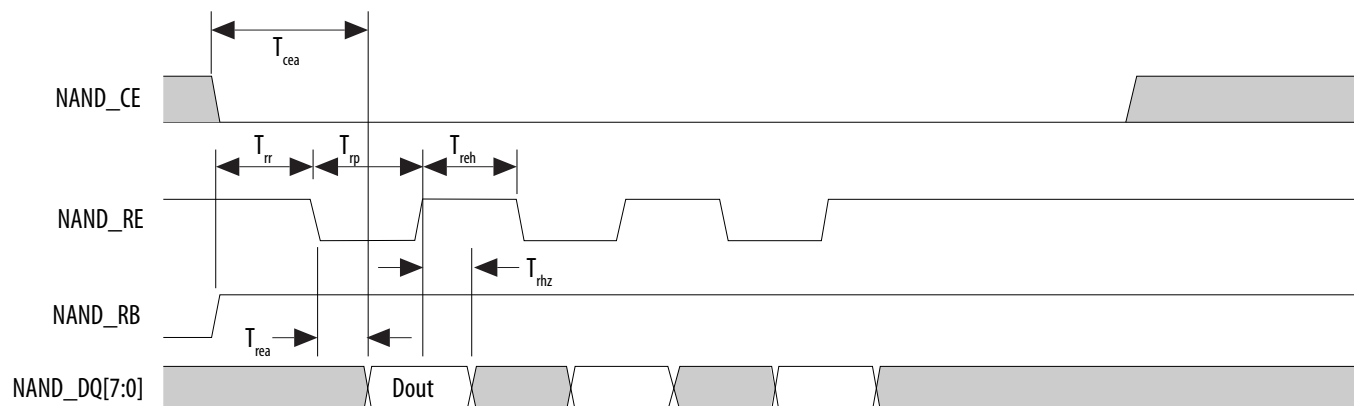 Tcea
NAND_CE
Trr Trp Treh
NAND_RE
Trhz
NAND_RB
Trea
NAND_DQ[7:0] Dout